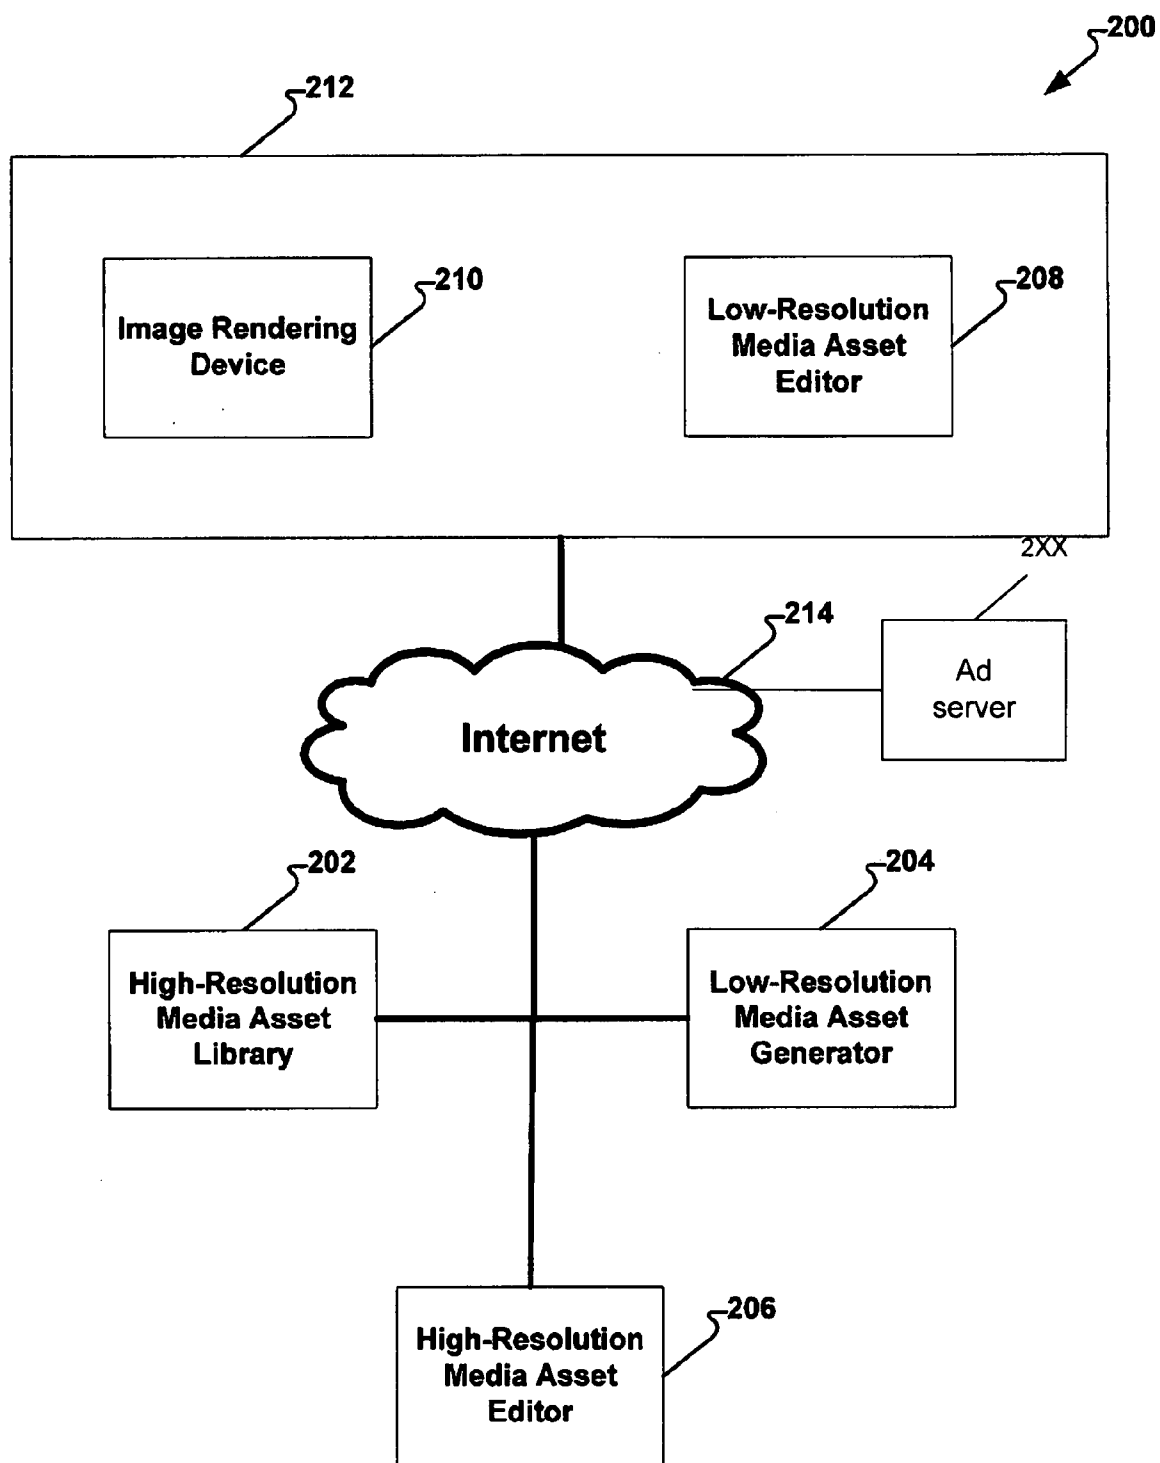 200
212
210
Image Rendering
Device
208
Low-Resolution
Media Asset
Editor
2XX
214
Ad
server
Internet
202
High-Resolution
Media Asset
Library
204
Low-Resolution
Media Asset
Generator
206
High-Resolution
Media Asset
Editor